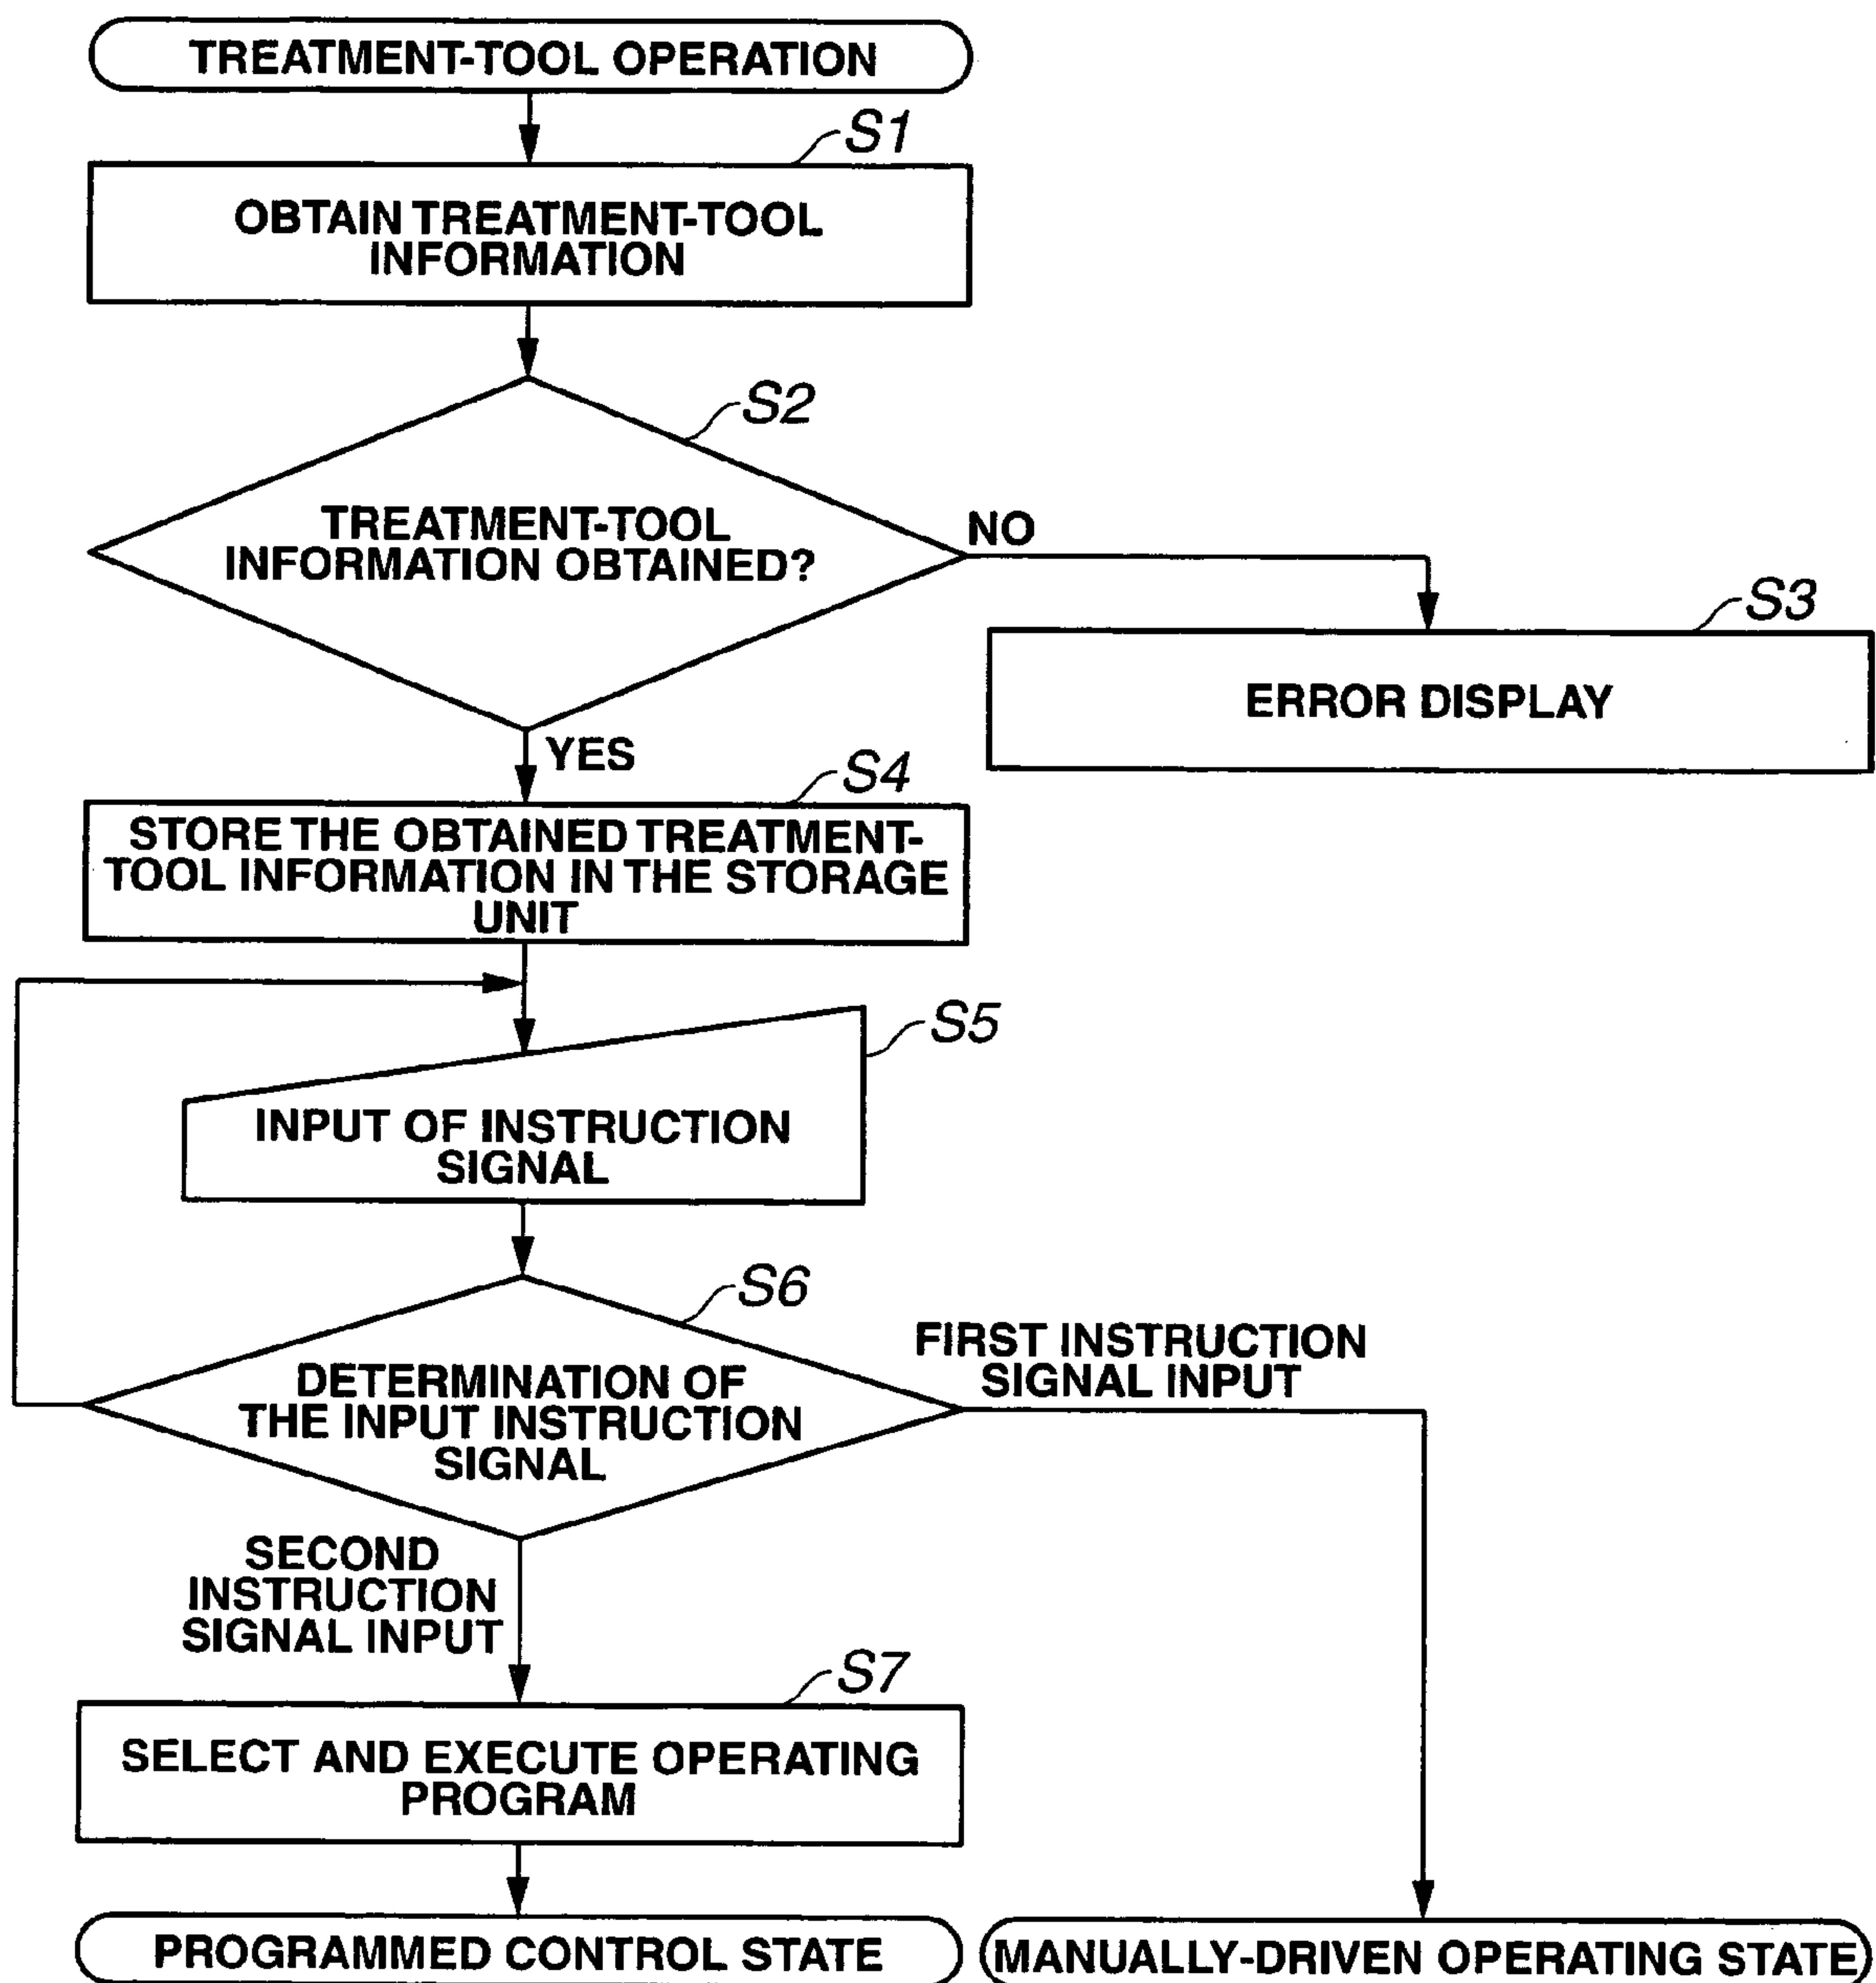 TREATMENT-TOOL OPERATION
S1
OBTAIN TREATMENT-TOOL
INFORMATION
S2
TREATMENT-TOOL
INFORMATION OBTAINED?
NO
S3
ERROR DISPLAY
YES
S4
STORE THE OBTAINED TREATMENT-
TOOL INFORMATION IN THE STORAGE
UNIT
S5
INPUT OF INSTRUCTION
SIGNAL
S6
DETERMINATION OF
THE INPUT INSTRUCTION
SIGNAL
FIRST INSTRUCTION
SIGNAL INPUT
SECOND
INSTRUCTION
SIGNAL INPUT
S7
SELECT AND EXECUTE OPERATING
PROGRAM
PROGRAMMED CONTROL STATE
MANUALLY-DRIVEN OPERATING STATE